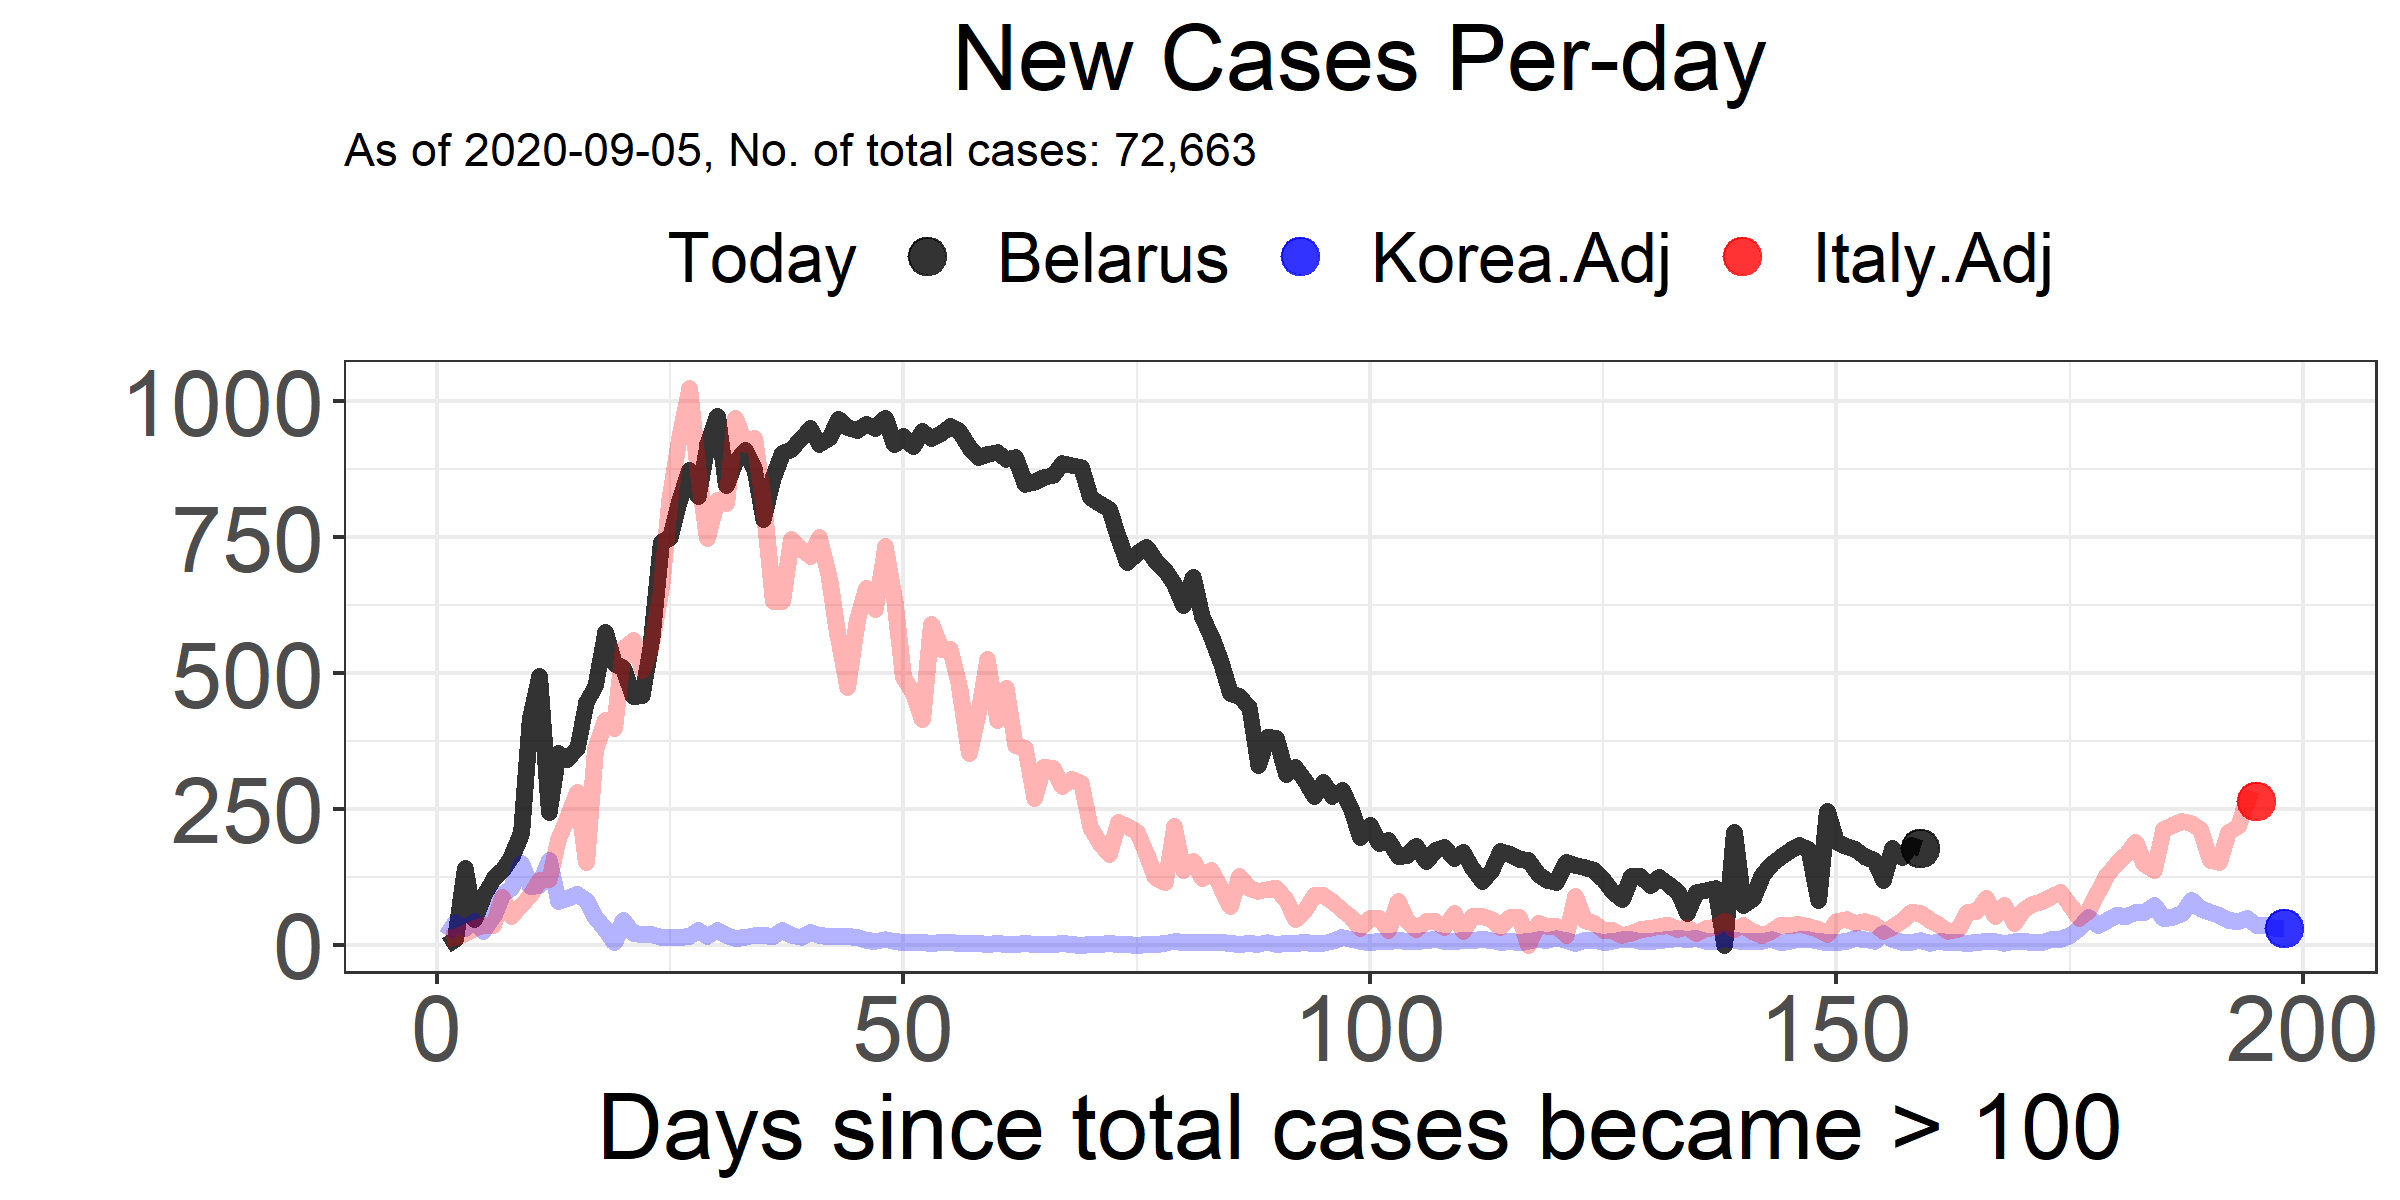 New Cases Per-day
As of 2020-09-05, No. of total cases: 72,663
Today Belarus Korea.Adj Italy.Adj
1000
750
500
250
0
0 50 100 150 200
Days since total cases became > 100